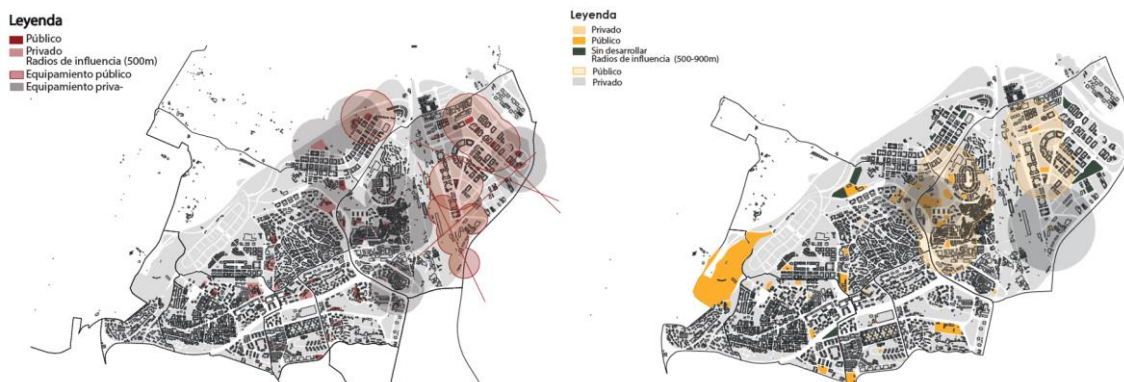 Leyenda
Público
Privado
Radios de influencia (500m)
Equipamiento público
Equipamiento priva-
Leyenda
Privado
Público
Sin desarrollar
Radios de influencia (500-900m)
Público
Privado